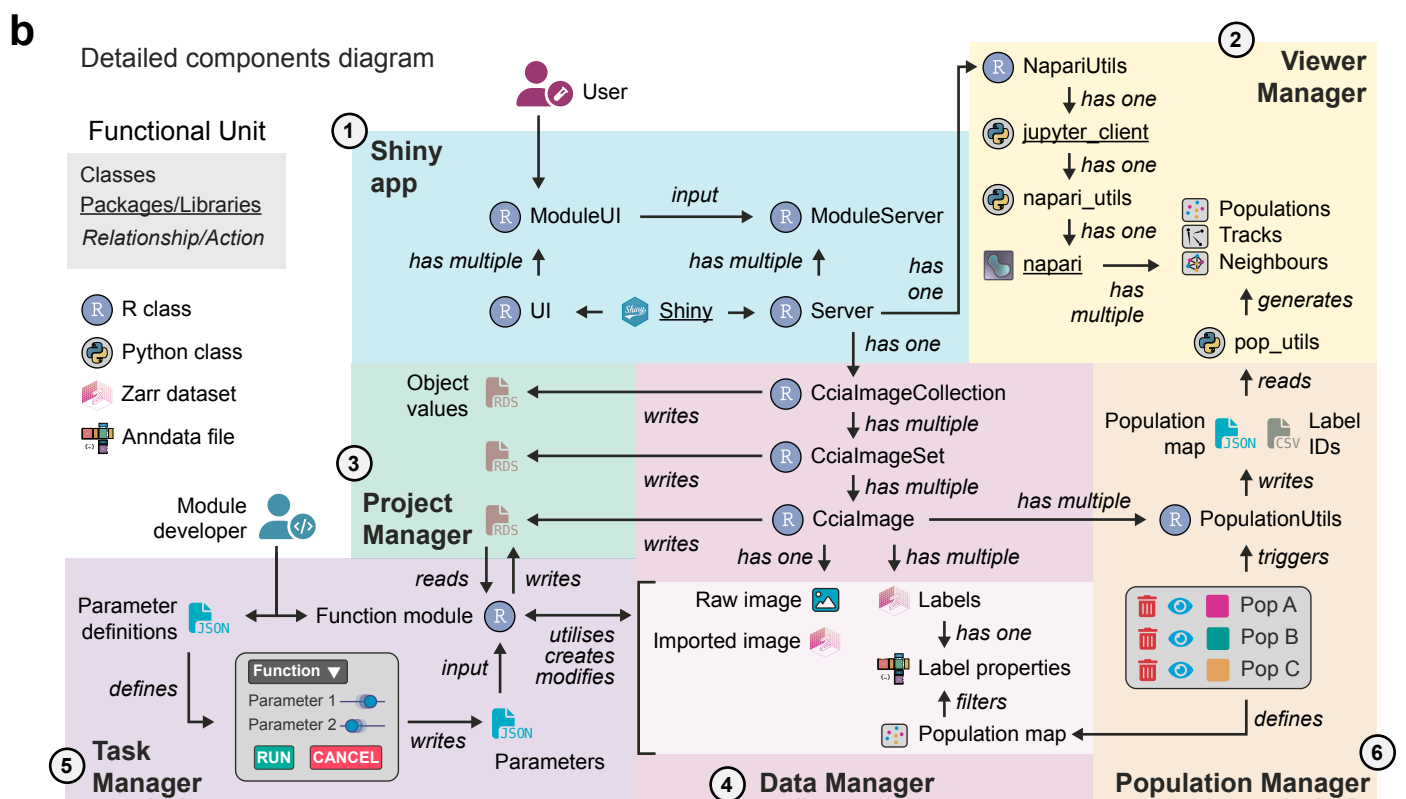 b
Detailed components diagram
Functional Unit
Classes
Packages/Libraries
Relationship/Action
R
R class
Python class
Zarr dataset
Anndata file
User
1
Shiny
app
R
ModuleUI
input
R
ModuleServer
has multiple
has multiple
R
UI
Shiny
Shiny
R
Server
has
one
has one
2
Viewer
Manager
R
NapariUtils
has one
jupyter_client
has one
napari_utils
has one
napari
has
multiple
Populations
Tracks
Neighbours
generates
pop_utils
reads
Object
values
RDS
writes
RDS
writes
RDS
writes
3
Project
Manager
R
CciaImageCollection
has multiple
R
CciaImageSet
has multiple
R
CciaImage
has multiple
has one
has multiple
Population
map
JSON
CSV
Label
IDs
writes
R
PopulationUtils
triggers
Pop A
Pop B
Pop C
defines
6
Population Manager
Module
developer
reads
writes
Parameter
definitions
JSON
Function module
R
utilises
creates
modifies
input
defines
Function
Parameter 1
Parameter 2
RUN
CANCEL
writes
JSON
Parameters
5
Task
Manager
Raw image
Imported image
Labels
has one
Label properties
filters
Population map
4
Data Manager